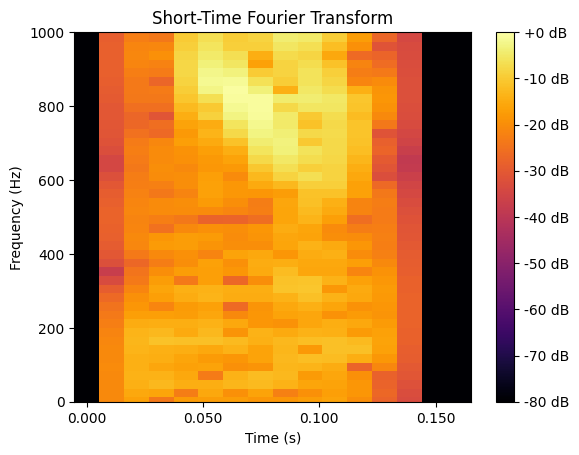 Short-Time Fourier Transform
1000
800
600
400
200
0
Frequency (Hz)
0.000
0.050
0.100
0.150
Time (s)
+0 dB
-10 dB
-20 dB
-30 dB
-40 dB
-50 dB
-60 dB
-70 dB
-80 dB